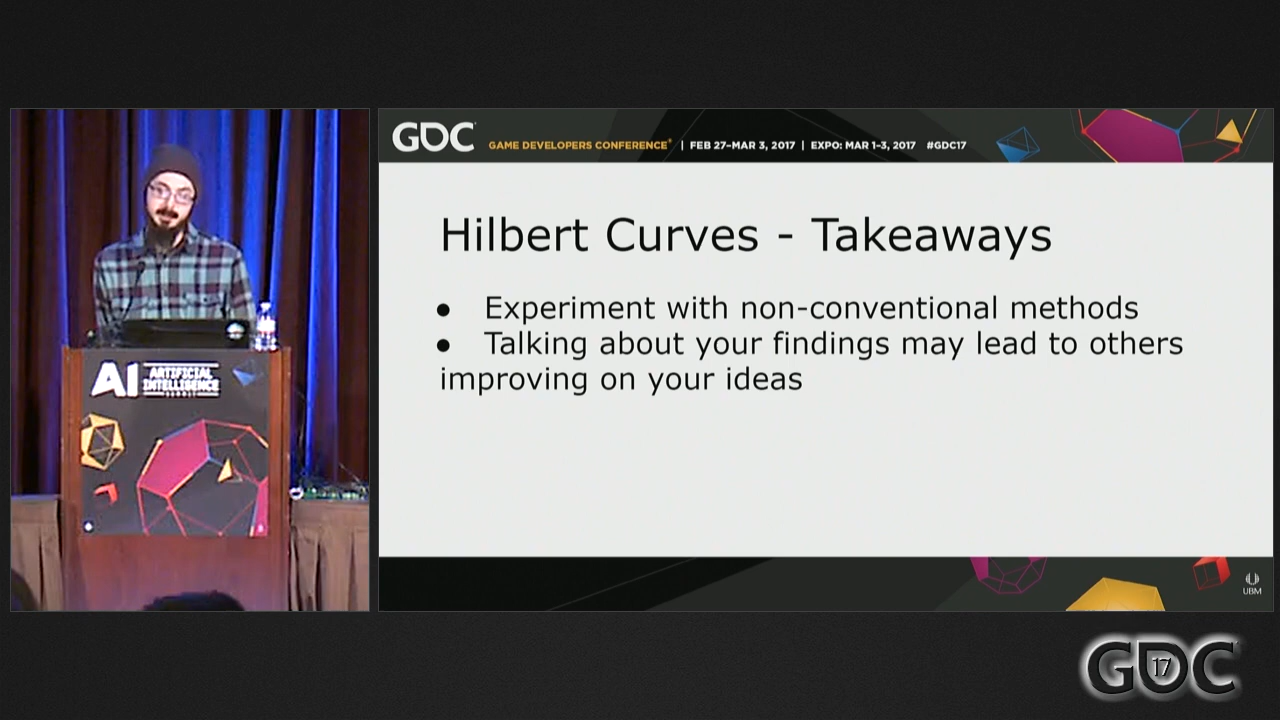 GDC
GAME DEVELOPERS CONFERENCE® | FEB 27–MAR 3, 2017 | EXPO: MAR 1–3, 2017 #GDC17
Hilbert Curves - Takeaways
● Experiment with non-conventional methods
● Talking about your findings may lead to others
improving on your ideas
AI ARTIFICIAL
INTELLIGENCE
SUMMIT
UBM
GDC 17